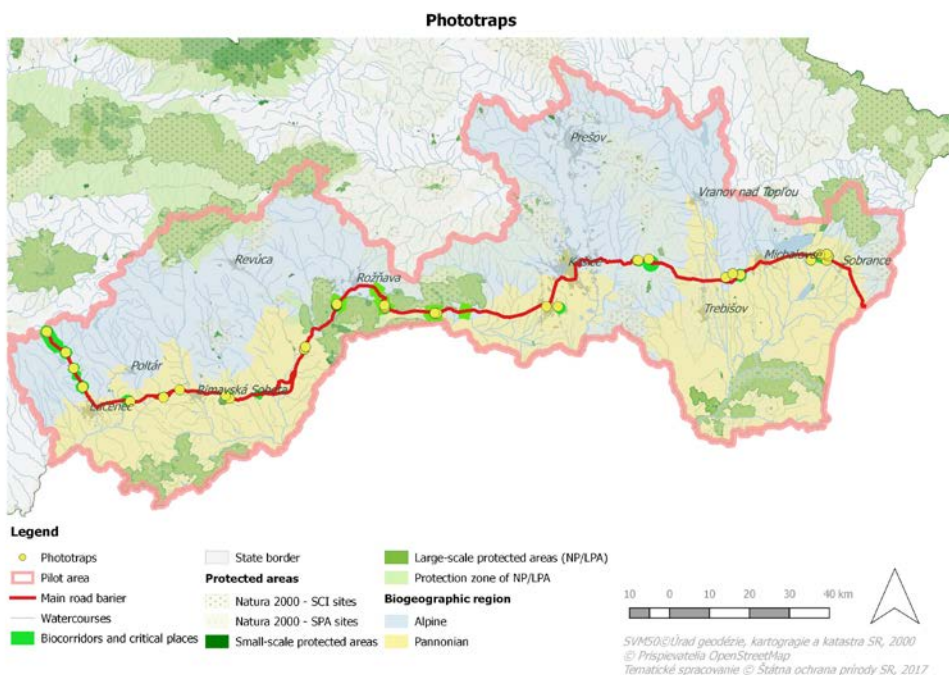 Phototraps
Prešov
Vranov nad Topľou
Revúca
Rožňava
Košice
Michalovce
Sobrance
Trebišov
Poltár
Rimavská Sobota
Lučenec
Legend
Phototraps
Pilot area
Main road barier
Watercourses
Biocorridors and critical places
State border
Protected areas
Natura 2000 - SCI sites
Natura 2000 - SPA sites
Small-scale protected areas
Large-scale protected areas (NP/LPA)
Protection zone of NP/LPA
Biogeographic region
Alpine
Pannonian
10 0 10 20 30 40 km
SVM50©Úrad geodézie, kartogragie a katastra SR, 2000
© Prispievatelia OpenStreetMap
Tematické spracovanie © Štátna ochrana prírody SR, 2017